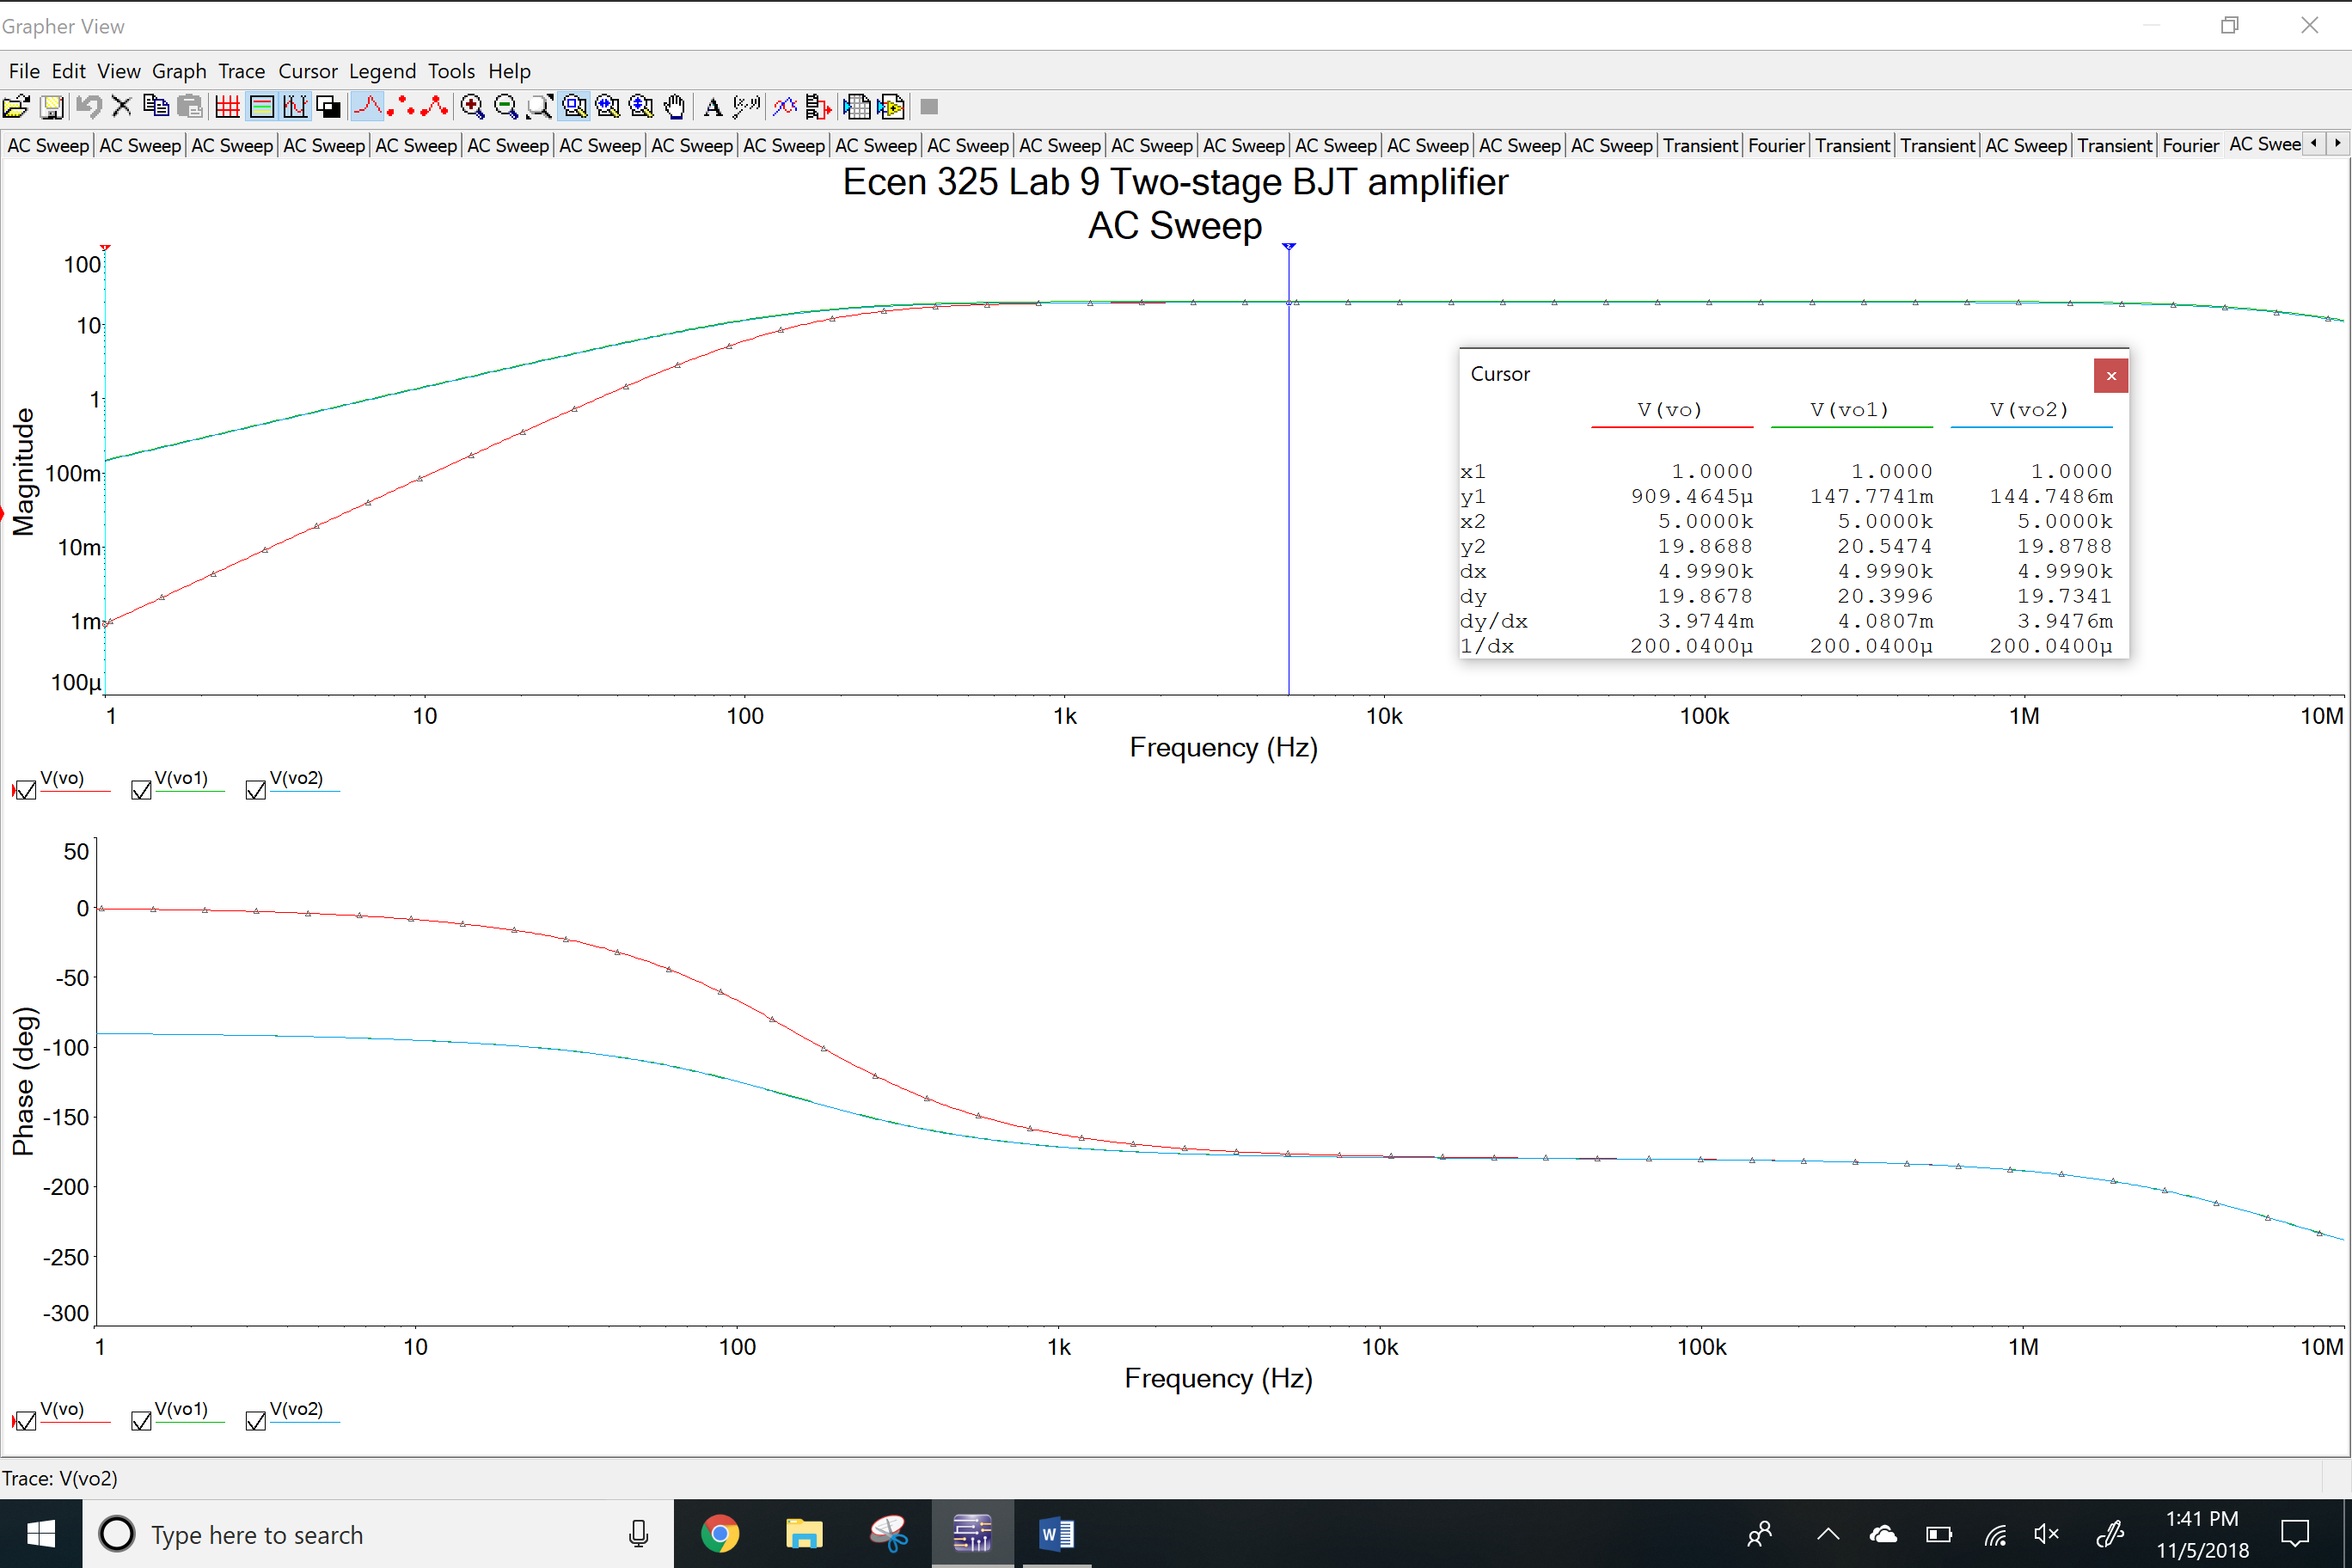 Grapher View
File Edit View Graph Trace Cursor Legend Tools Help
AC Sweep AC Sweep AC Sweep AC Sweep AC Sweep AC Sweep AC Sweep AC Sweep AC Sweep AC Sweep AC Sweep AC Sweep AC Sweep AC Sweep AC Sweep AC Sweep AC Sweep AC Sweep Transient Fourier Transient Transient AC Sweep Transient Fourier AC Swee
Ecen 325 Lab 9 Two-stage BJT amplifier
AC Sweep
Magnitude
100
10
1
100m
10m
1m
100µ
1 10 100 1k 10k 100k 1M 10M
Frequency (Hz)
Cursor
V(vo) V(vo1) V(vo2)
x1 1.0000 1.0000 1.0000
y1 909.4645µ 147.7741m 144.7486m
x2 5.0000k 5.0000k 5.0000k
y2 19.8688 20.5474 19.8788
dx 4.9990k 4.9990k 4.9990k
dy 19.8678 20.3996 19.7341
dy/dx 3.9744m 4.0807m 3.9476m
1/dx 200.0400µ 200.0400µ 200.0400µ
V(vo) V(vo1) V(vo2)
Phase (deg)
50
0
-50
-100
-150
-200
-250
-300
1 10 100 1k 10k 100k 1M 10M
Frequency (Hz)
V(vo) V(vo1) V(vo2)
Trace: V(vo2)
Type here to search
1:41 PM
11/5/2018